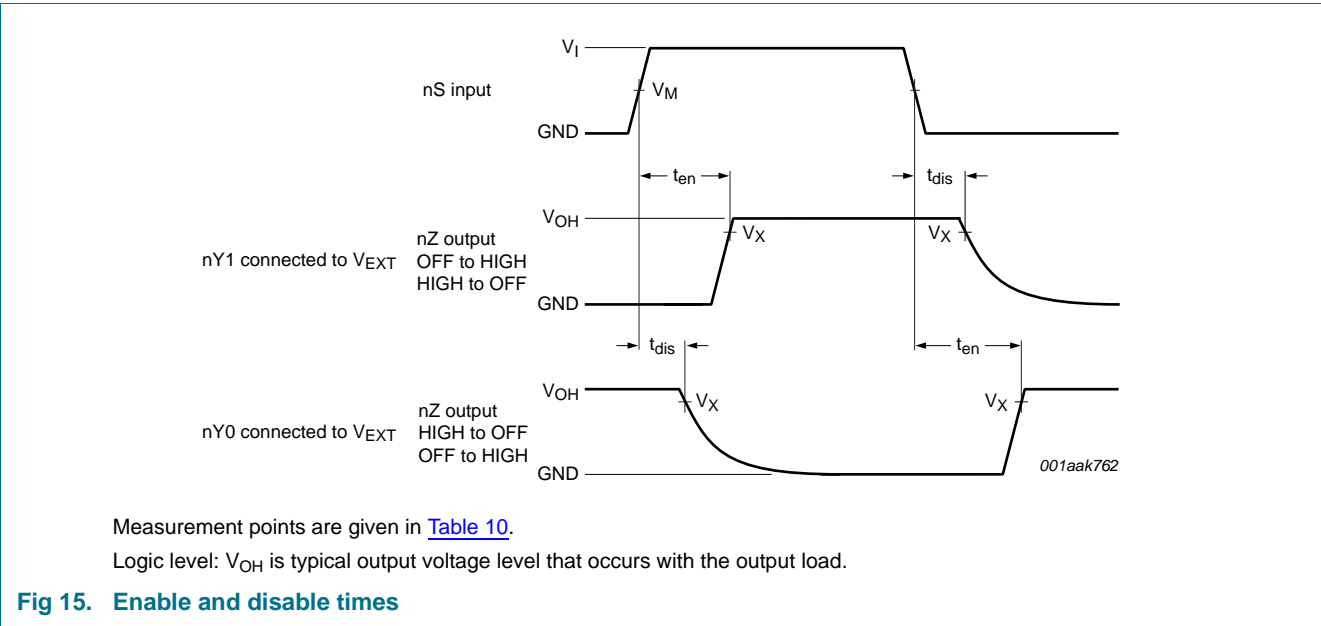 V_I
nS input
V_M
GND
t_en
t_dis
V_OH
nY1 connected to V_EXT
nZ output
OFF to HIGH
HIGH to OFF
V_X
V_X
GND
t_dis
t_en
V_OH
nY0 connected to V_EXT
nZ output
HIGH to OFF
OFF to HIGH
V_X
V_X
GND
001aak762
Measurement points are given in Table 10.
Logic level: V_OH is typical output voltage level that occurs with the output load.
Fig 15. Enable and disable times